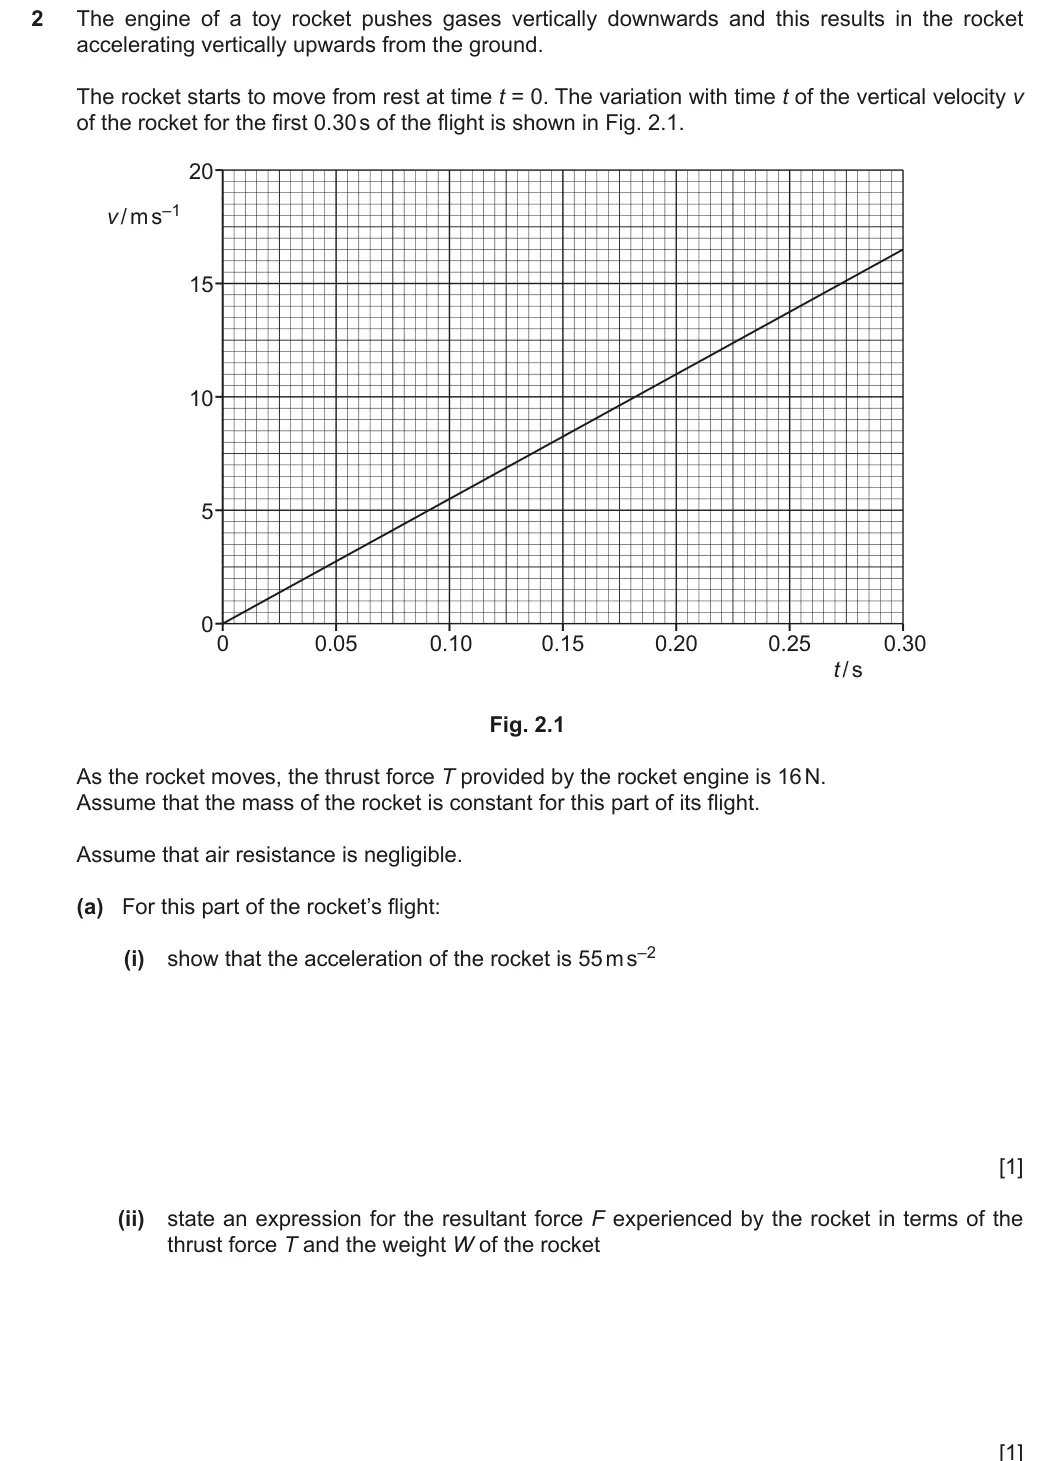 2 The engine of a toy rocket pushes gases vertically downwards and this results in the rocket
accelerating vertically upwards from the ground.
The rocket starts to move from rest at time t = 0. The variation with time t of the vertical velocity v
of the rocket for the first 0.30 s of the flight is shown in Fig. 2.1.
20
v / m s⁻¹
15
10
5
0
0 0.05 0.10 0.15 0.20 0.25 0.30
t / s
Fig. 2.1
As the rocket moves, the thrust force T provided by the rocket engine is 16 N.
Assume that the mass of the rocket is constant for this part of its flight.
Assume that air resistance is negligible.
(a) For this part of the rocket’s flight:
(i) show that the acceleration of the rocket is 55 m s⁻²
[1]
(ii) state an expression for the resultant force F experienced by the rocket in terms of the
thrust force T and the weight W of the rocket
[1]